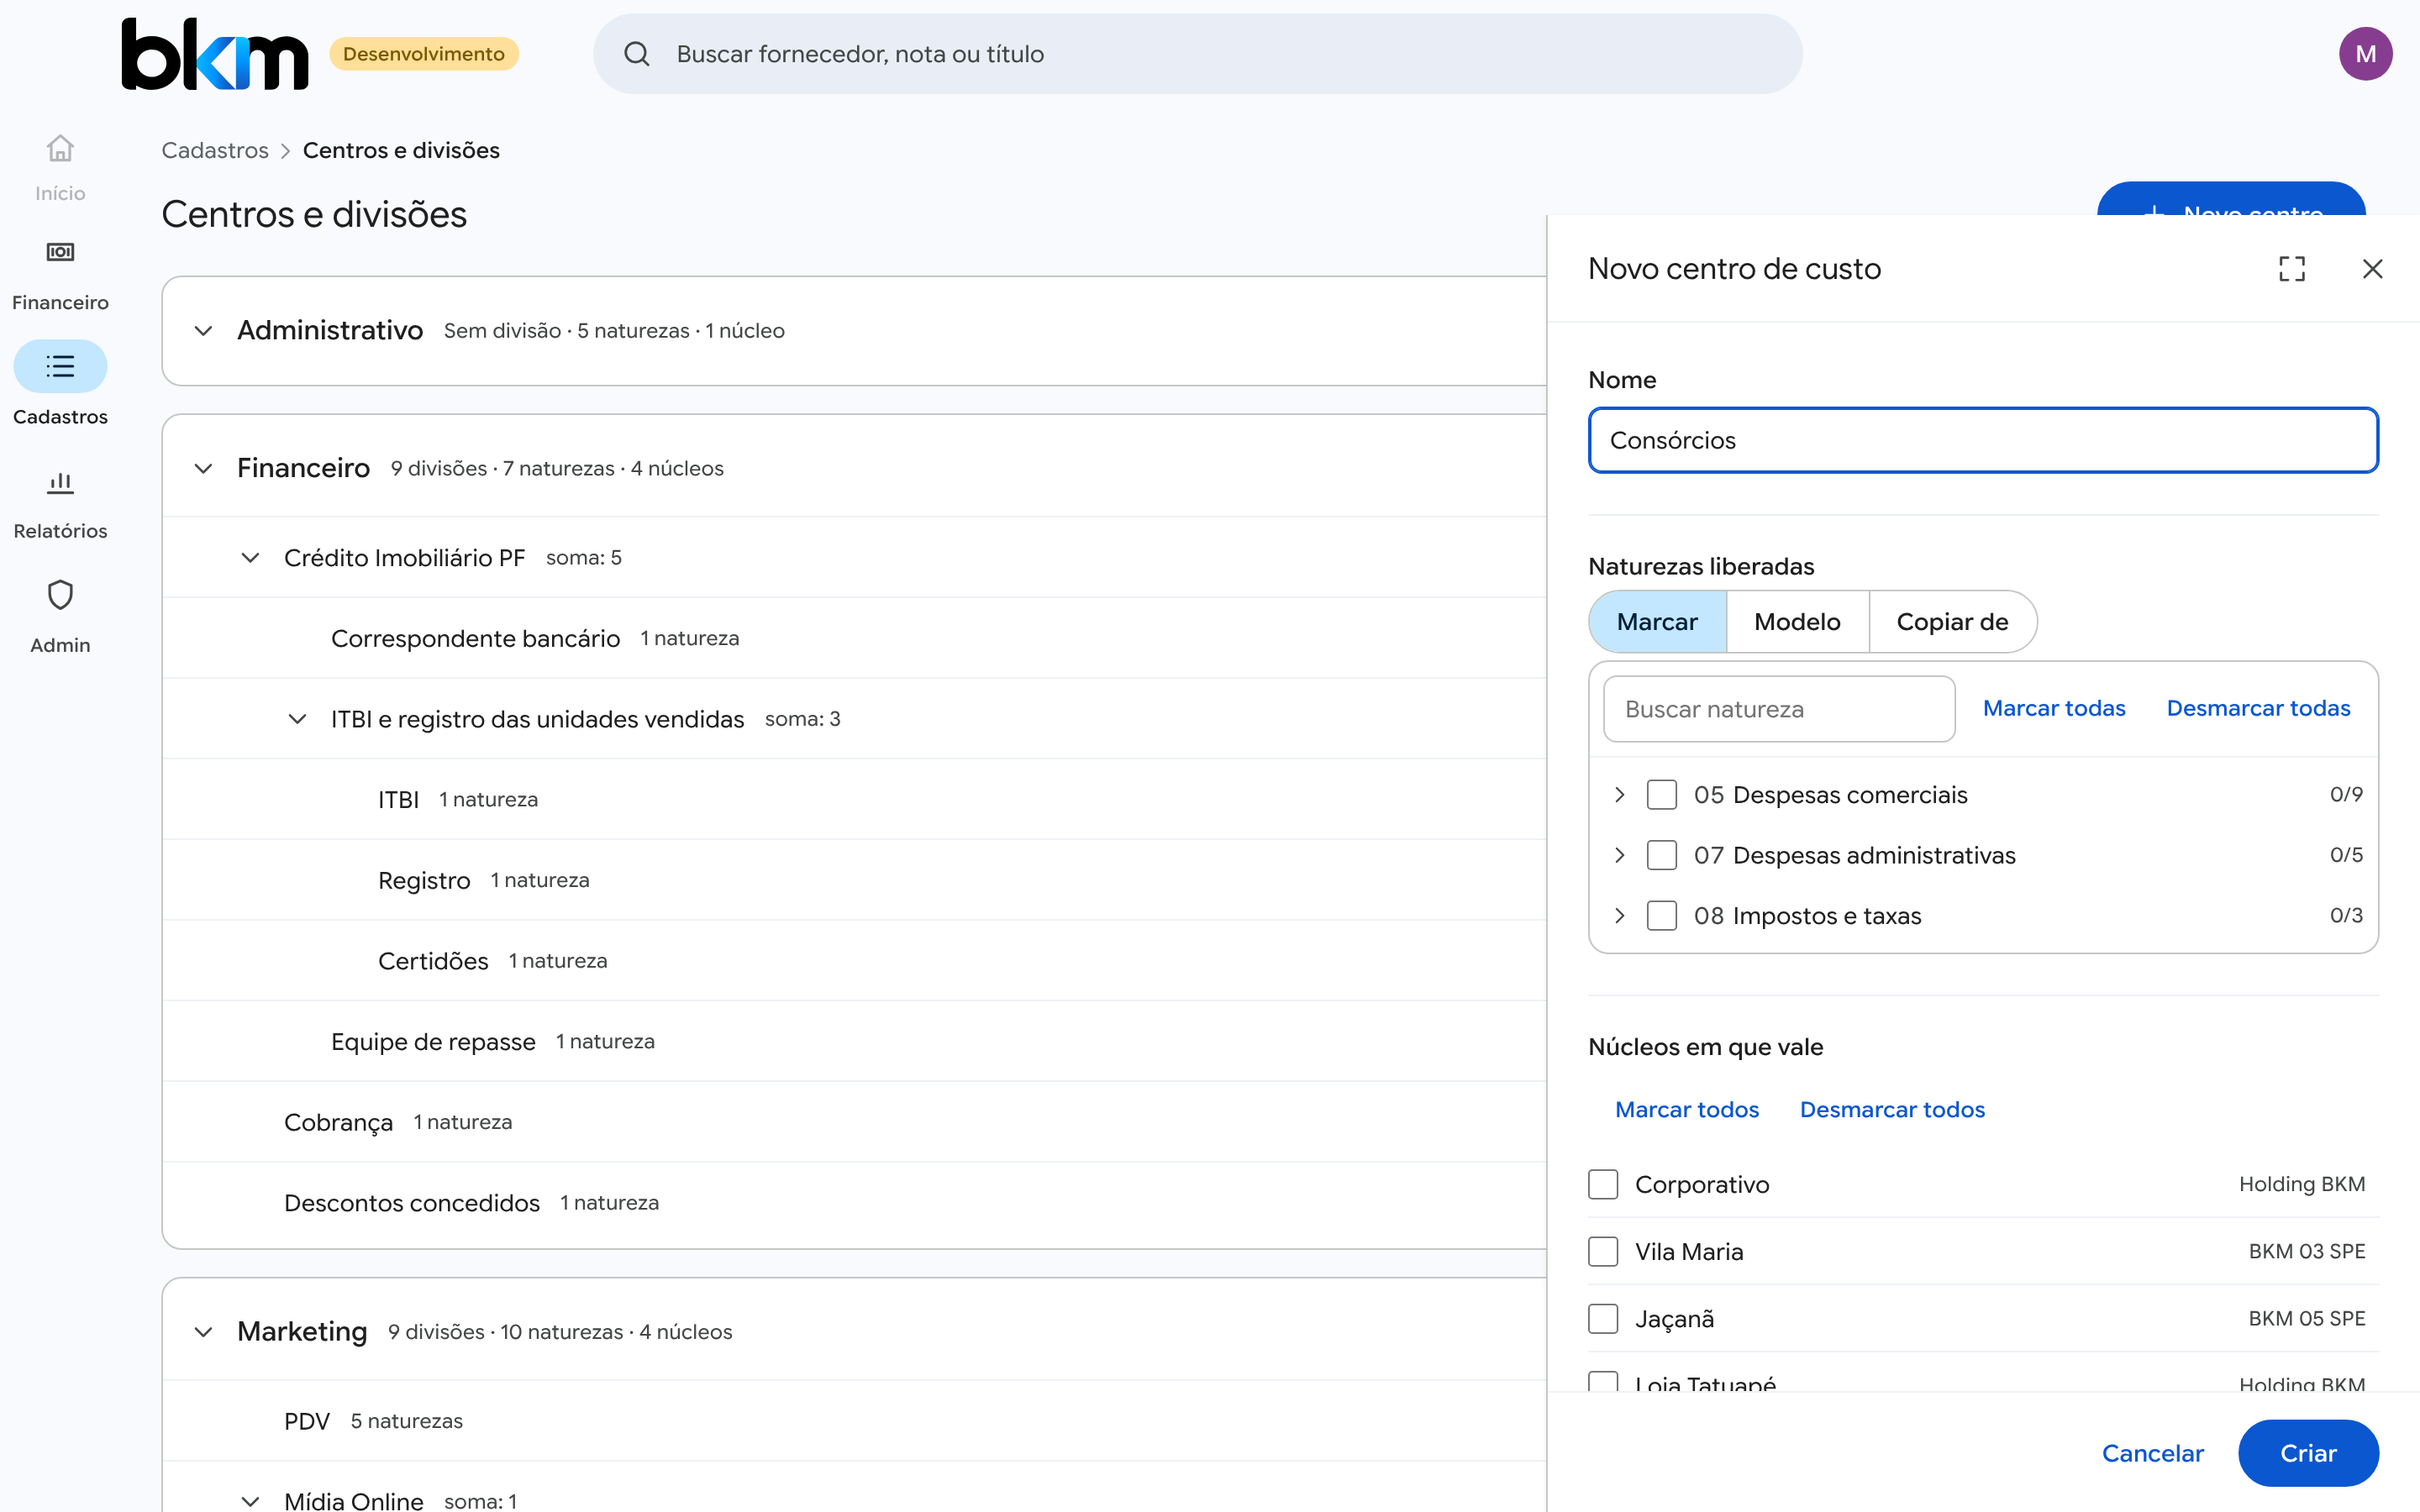 bkm
Desenvolvimento
Buscar fornecedor, nota ou título
M
Início
Financeiro
Cadastros
Relatórios
Admin
Cadastros > Centros e divisões
Centros e divisões
+ Novo centro
Administrativo Sem divisão · 5 naturezas · 1 núcleo
Financeiro 9 divisões · 7 naturezas · 4 núcleos
Crédito Imobiliário PF soma: 5
Correspondente bancário 1 natureza
ITBI e registro das unidades vendidas soma: 3
ITBI 1 natureza
Registro 1 natureza
Certidões 1 natureza
Equipe de repasse 1 natureza
Cobrança 1 natureza
Descontos concedidos 1 natureza
Marketing 9 divisões · 10 naturezas · 4 núcleos
PDV 5 naturezas
Mídia Online soma: 1
Novo centro de custo
Nome
Consórcios
Naturezas liberadas
Marcar Modelo Copiar de
Buscar natureza Marcar todas Desmarcar todas
05 Despesas comerciais 0/9
07 Despesas administrativas 0/5
08 Impostos e taxas 0/3
Núcleos em que vale
Marcar todos Desmarcar todos
Corporativo Holding BKM
Vila Maria BKM 03 SPE
Jaçanã BKM 05 SPE
Loja Tatuapé Holding BKM
Cancelar Criar